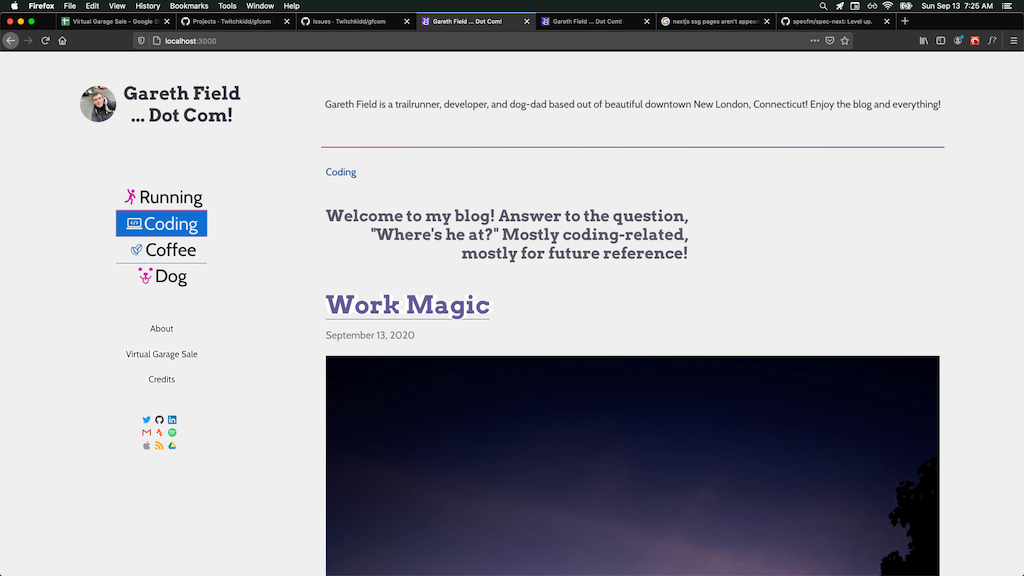 Firefox File Edit View History Bookmarks Tools Window Help Sun Sep 13 7:25 AM
Virtual Garage Sale - Google S Projects - Twitchkidd/gfcom Issues - Twitchkidd/gfcom Gareth Field ... Dot Com! Gareth Field ... Dot Com! nextjs ssg pages aren't appear specfm/spec-next: Level up.
localhost:3000
Gareth Field
... Dot Com!
Gareth Field is a trailrunner, developer, and dog-dad based out of beautiful downtown New London, Connecticut! Enjoy the blog and everything!
Running
Coding
Coffee
Dog
About
Virtual Garage Sale
Credits
Coding
Welcome to my blog! Answer to the question,
"Where's he at?" Mostly coding-related,
mostly for future reference!
Work Magic
September 13, 2020